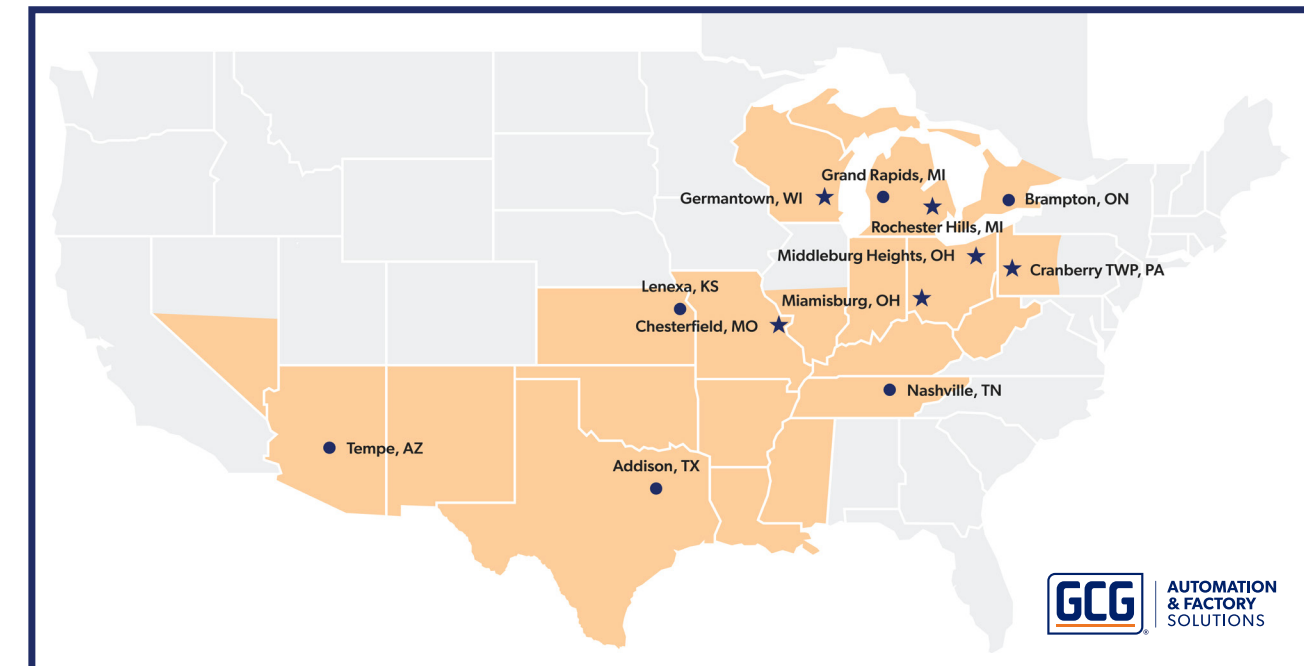 Grand Rapids, MI
Germantown, WI
Brampton, ON
Rochester Hills, MI
Middleburg Heights, OH
Cranberry TWP, PA
Lenexa, KS
Miamisburg, OH
Chesterfield, MO
Nashville, TN
Tempe, AZ
Addison, TX
GCG®
AUTOMATION
& FACTORY
SOLUTIONS